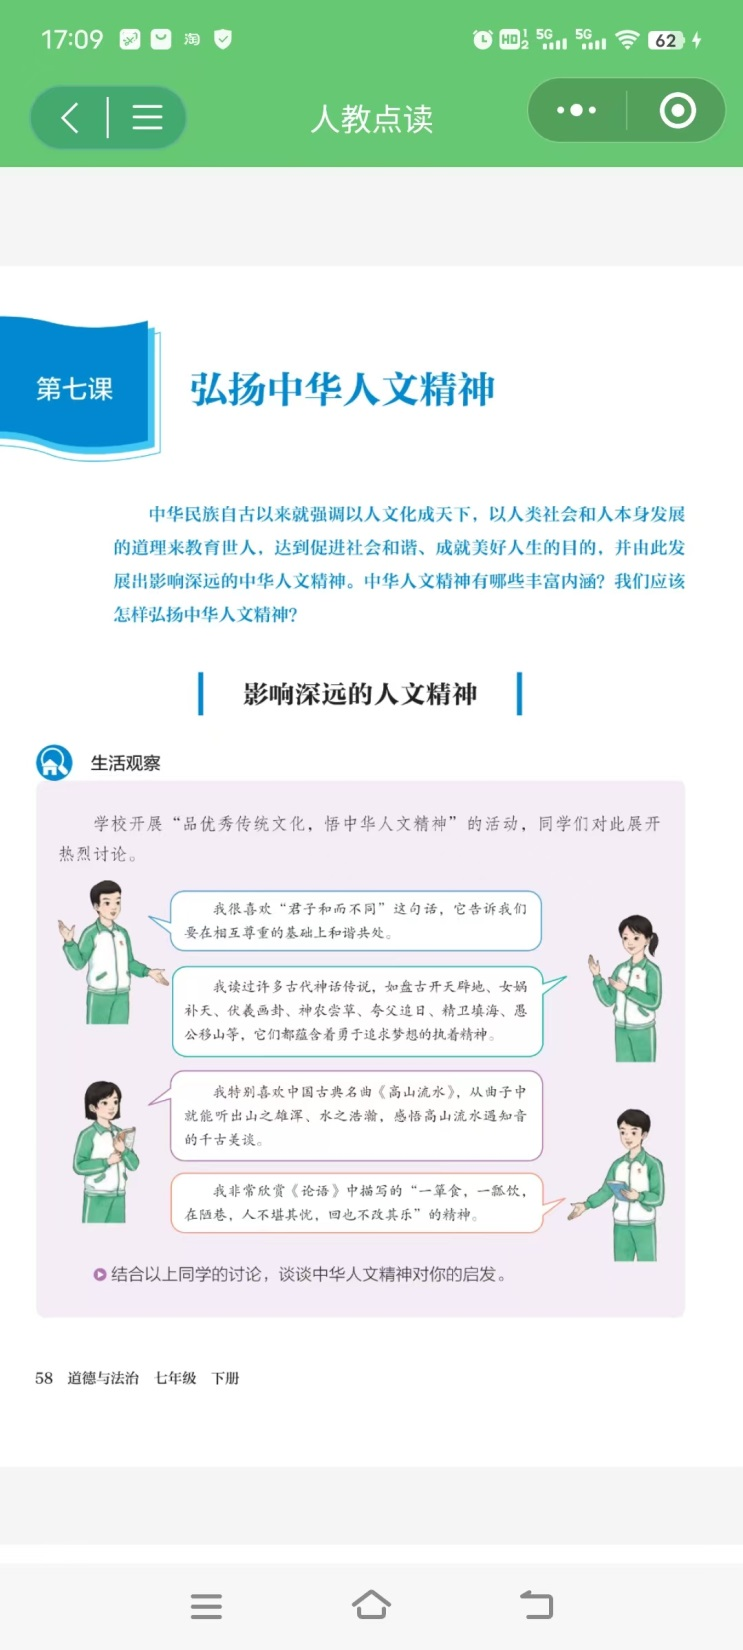 17:09 淘 HD 1 2 5G 5G 62
人教点读
第七课
弘扬中华人文精神
中华民族自古以来就强调以人文化成天下，以人类社会和人本身发展
的道理来教育世人，达到促进社会和谐、成就美好人生的目的，并由此发
展出影响深远的中华人文精神。中华人文精神有哪些丰富内涵？我们应该
怎样弘扬中华人文精神？
影响深远的人文精神
生活观察
学校开展“品优秀传统文化，悟中华人文精神”的活动，同学们对此展开
热烈讨论。
我很喜欢“君子和而不同”这句话，它告诉我们
要在相互尊重的基础上和谐共处。
我读过许多古代神话传说，如盘古开天辟地、女娲
补天、伏羲画卦、神农尝草、夸父追日、精卫填海、愚
公移山等，它们都蕴含着勇于追求梦想的执着精神。
我特别喜欢中国古典名曲《高山流水》，从曲子中
就能听出山之雄浑、水之浩瀚，感悟高山流水遇知音
的千古美谈。
我非常欣赏《论语》中描写的“一箪食，一瓢饮，
在陋巷，人不堪其忧，回也不改其乐”的精神。
结合以上同学的讨论，谈谈中华人文精神对你的启发。
58 道德与法治 七年级 下册